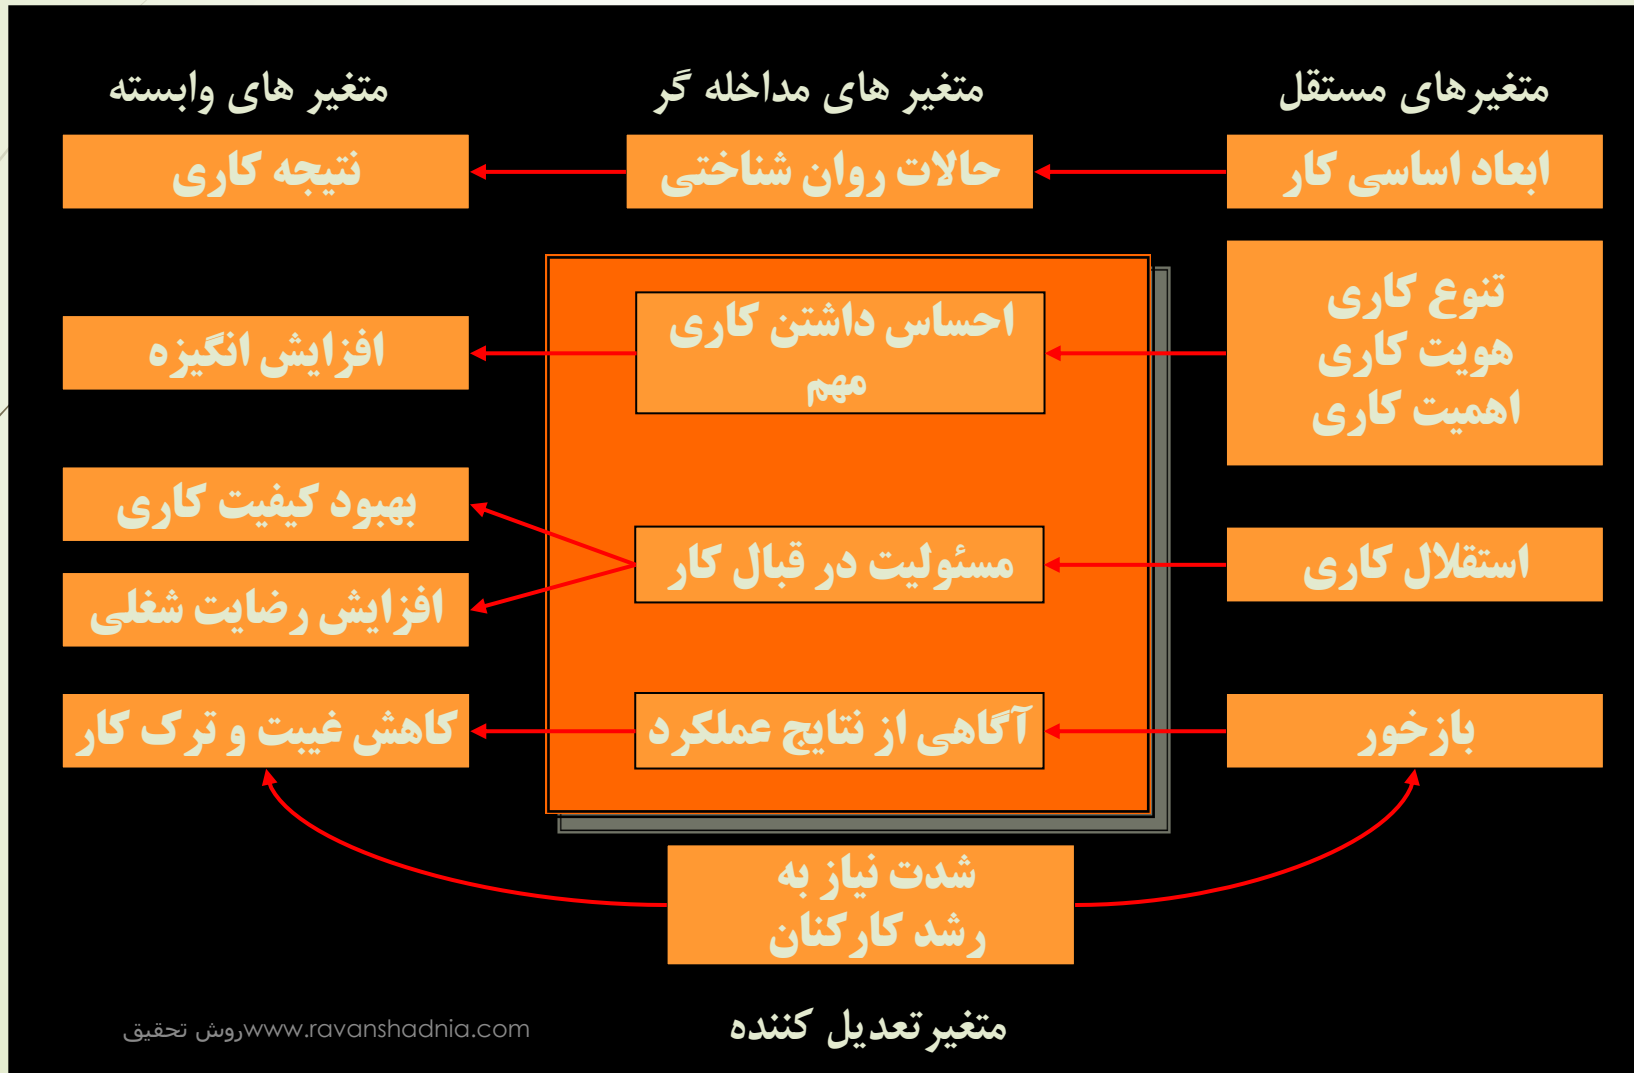 متغیرهای مستقل
متغیر های مداخله گر
متغیر های وابسته
ابعاد اساسی کار
حالات روان شناختی
نتیجه کاری
تنوع کاری
هویت کاری
اهمیت کاری
احساس داشتن کاری
مهم
افزایش انگیزه
استقلال کاری
مسئولیت در قبال کار
بهبود کیفیت کاری
افزایش رضایت شغلی
بازخور
آگاهی از نتایج عملکرد
کاهش غیبت و ترک کار
شدت نیاز به
رشد کارکنان
متغیر تعدیل کننده
روش تحقیقwww.ravanshadnia.com